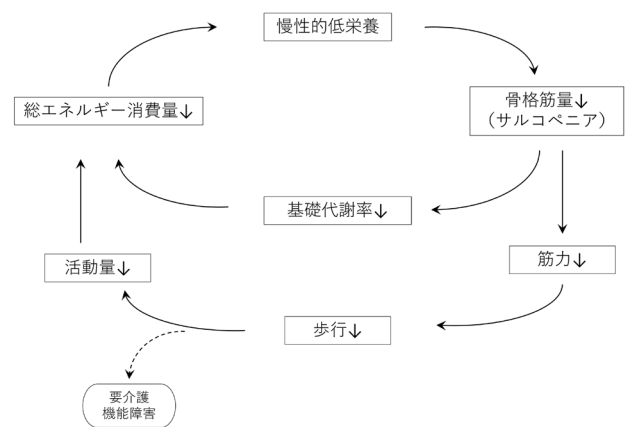 慢性的低栄養
総エネルギー消費量↓
骨格筋量↓
（サルコペニア）
基礎代謝率↓
筋力↓
活動量↓
歩行↓
要介護
機能障害